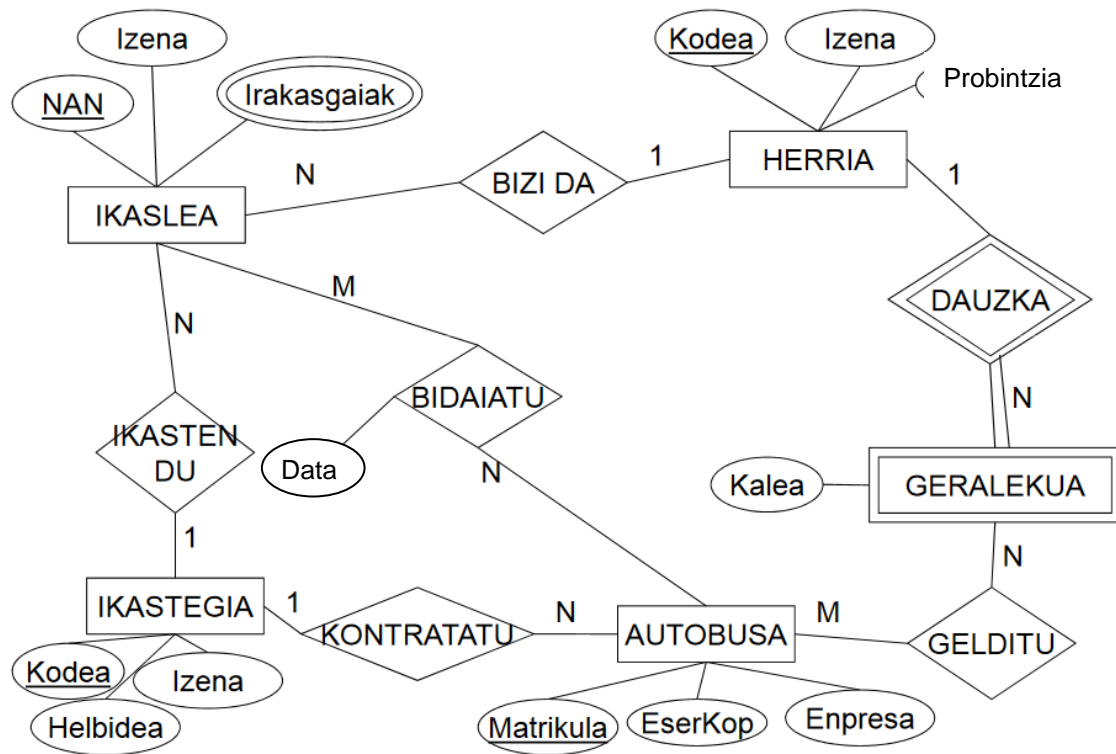 Izena
Kodea
Izena
Probintzia
NAN
Irakasgaiak
N
BIZI DA
1
HERRIA
1
IKASLEA
M
DAUZKA
N
BIDAIATU
N
IKASTEN
DU
Data
N
Kalea
GERALEKUA
1
N
IKASTEGIA
1
KONTRATATU
N
AUTOBUSA
M
GELDITU
Kodea
Izena
Helbidea
Matrikula
EserKop
Enpresa